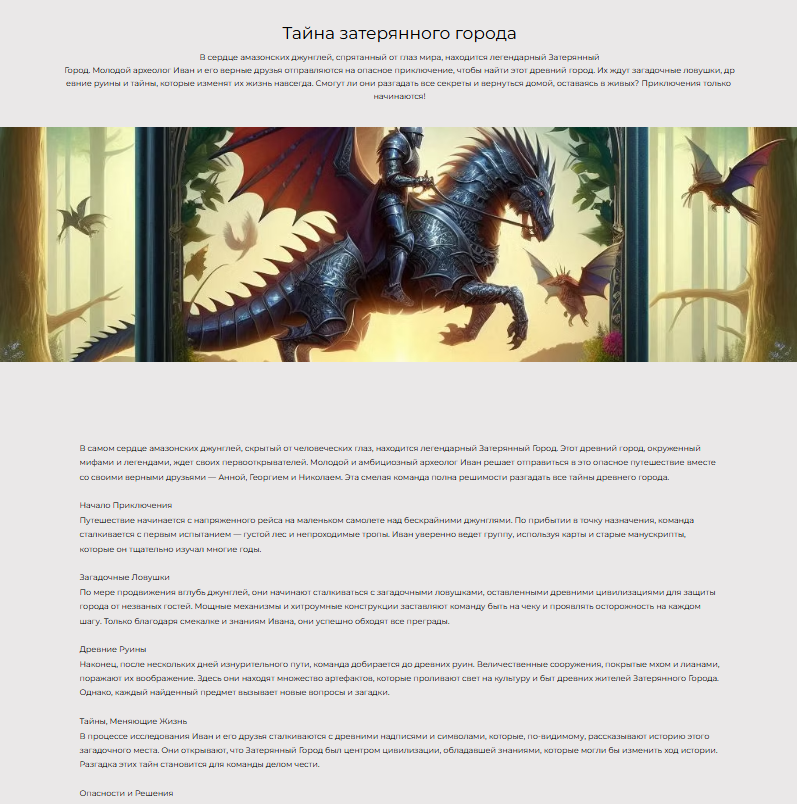 Тайна затерянного города
В сердце амазонских джунглей, спрятанный от глаз мира, находится легендарный Затерянный
Город. Молодой археолог Иван и его верные друзья отправляются на опасное приключение, чтобы найти этот древний город. Их ждут загадочные ловушки, др
евние руины и тайны, которые изменят их жизнь навсегда. Смогут ли они разгадать все секреты и вернуться домой, оставаясь в живых? Приключения только
начинаются!
В самом сердце амазонских джунглей, скрытый от человеческих глаз, находится легендарный Затерянный Город. Этот древний город, окруженный
мифами и легендами, ждет своих первооткрывателей. Молодой и амбициозный археолог Иван решает отправиться в это опасное путешествие вместе
со своими верными друзьями — Анной, Георгием и Николаем. Эта смелая команда полна решимости разгадать все тайны древнего города.
Начало Приключения
Путешествие начинается с напряженного рейса на маленьком самолете над бескрайними джунглями. По прибытии в точку назначения, команда
сталкивается с первым испытанием — густой лес и непроходимые тропы. Иван уверенно ведет группу, используя карты и старые манускрипты,
которые он тщательно изучал многие годы.
Загадочные Ловушки
По мере продвижения вглубь джунглей, они начинают сталкиваться с загадочными ловушками, оставленными древними цивилизациями для защиты
города от незваных гостей. Мощные механизмы и хитроумные конструкции заставляют команду быть на чеку и проявлять осторожность на каждом
шагу. Только благодаря смекалке и знаниям Ивана, они успешно обходят все преграды.
Древние Руины
Наконец, после нескольких дней изнурительного пути, команда добирается до древних руин. Величественные сооружения, покрытые мхом и лианами,
поражают их воображение. Здесь они находят множество артефактов, которые проливают свет на культуру и быт древних жителей Затерянного Города.
Однако, каждый найденный предмет вызывает новые вопросы и загадки.
Тайны, Меняющие Жизнь
В процессе исследования Иван и его друзья сталкиваются с древними надписями и символами, которые, по-видимому, рассказывают историю этого
загадочного места. Они открывают, что Затерянный Город был центром цивилизации, обладавшей знаниями, которые могли бы изменить ход истории.
Разгадка этих тайн становится для команды делом чести.
Опасности и Решения